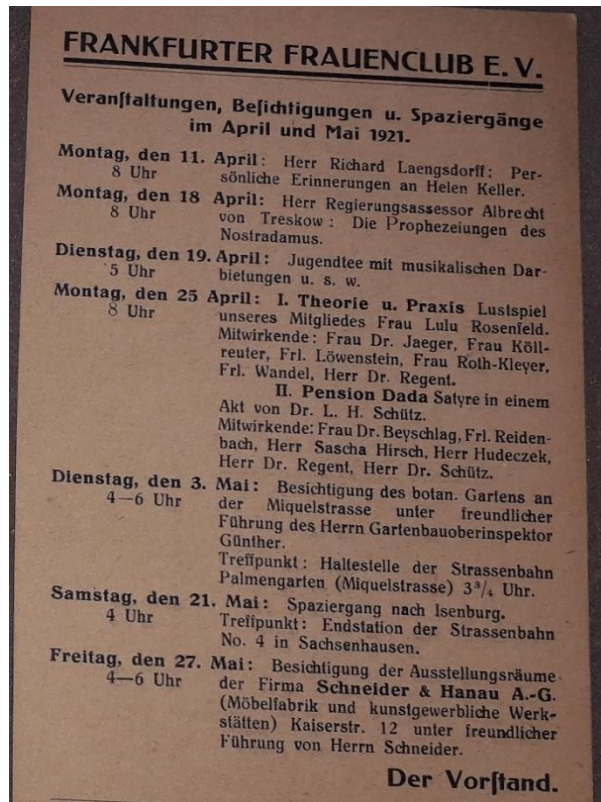 FRANKFURTER FRAUENCLUB E. V.
Veranſtaltungen, Beſichtigungen u. Spaziergänge
im April und Mai 1921.
Montag, den 11. April: Herr Richard Laengsdorff: Per-
8 Uhr sönliche Erinnerungen an Helen Keller.
Montag, den 18 April: Herr Regierungsassessor Albrecht
8 Uhr von Treskow: Die Prophezeiungen des
Nostradamus.
Dienstag, den 19. April: Jugendtee mit musikalischen Dar-
5 Uhr bietungen u. s. w.
Montag, den 25 April: I. Theorie u. Praxis Lustspiel
8 Uhr unseres Mitgliedes Frau Lulu Rosenfeld.
Mitwirkende: Frau Dr. Jaeger, Frau Köll-
reuter, Frl. Löwenstein, Frau Roth-Kleyer,
Frl. Wandel, Herr Dr. Regent.
II. Pension Dada Satyre in einem
Akt von Dr. L. H. Schütz.
Mitwirkende: Frau Dr. Beyschlag, Frl. Reiden-
bach, Herr Sascha Hirsch, Herr Hudeczek,
Herr Dr. Regent, Herr Dr. Schütz.
Dienstag, den 3. Mai: Besichtigung des botan. Gartens an
4—6 Uhr der Miquelstrasse unter freundlicher
Führung des Herrn Gartenbauoberinspektor
Günther.
Treffpunkt: Haltestelle der Strassenbahn
Palmengarten (Miquelstrasse) 3³/₄ Uhr.
Samstag, den 21. Mai: Spaziergang nach Isenburg.
4 Uhr Treffpunkt: Endstation der Strassenbahn
No. 4 in Sachsenhausen.
Freitag, den 27. Mai: Besichtigung der Ausstellungsräume
4—6 Uhr der Firma Schneider & Hanau A.-G.
(Möbelfabrik und kunstgewerbliche Werk-
stätten) Kaiserstr. 12 unter freundlicher
Führung von Herrn Schneider.
Der Vorſtand.